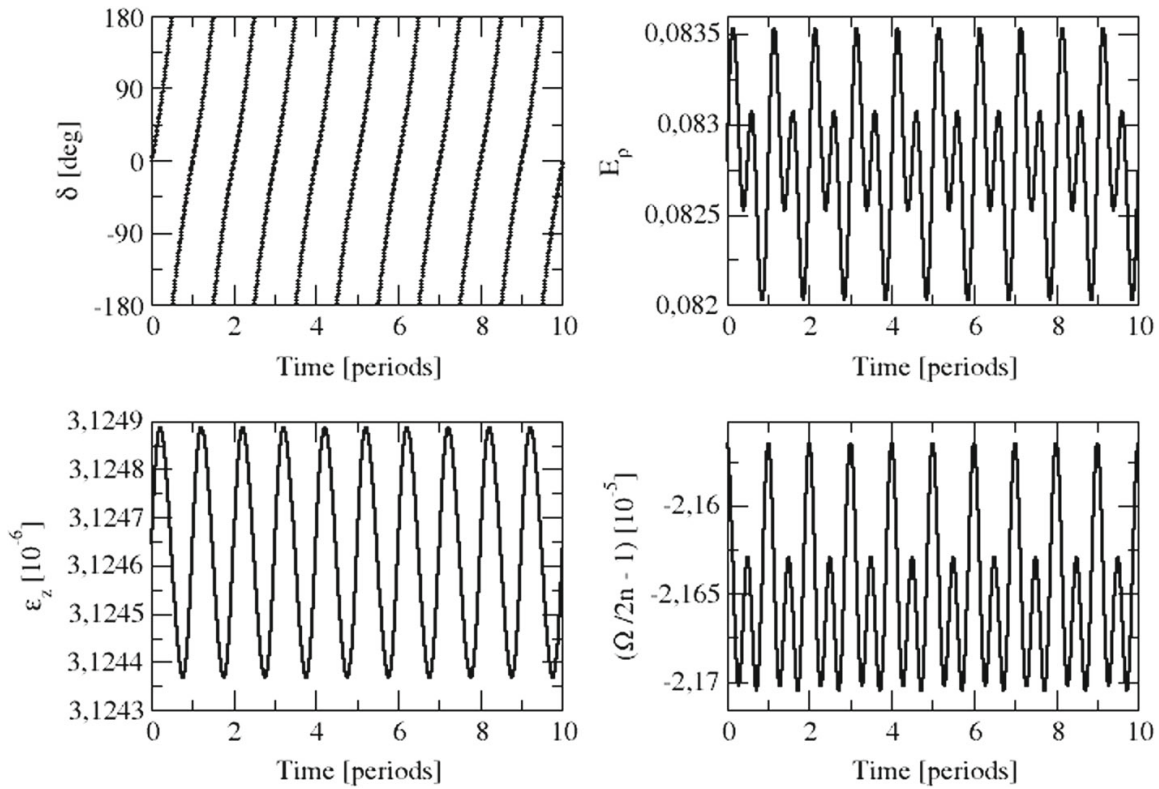 180
90
0
-90
-180
δ [deg]
0 2 4 6 8 10
Time [periods]
0,0835
0,083
0,0825
0,082
E_ρ
0 2 4 6 8 10
Time [periods]
3,1249
3,1248
3,1247
3,1246
3,1245
3,1244
3,1243
ε_z [10^-6]
0 2 4 6 8 10
Time [periods]
-2,16
-2,165
-2,17
(Ω/2n - 1) [10^-5]
0 2 4 6 8 10
Time [periods]